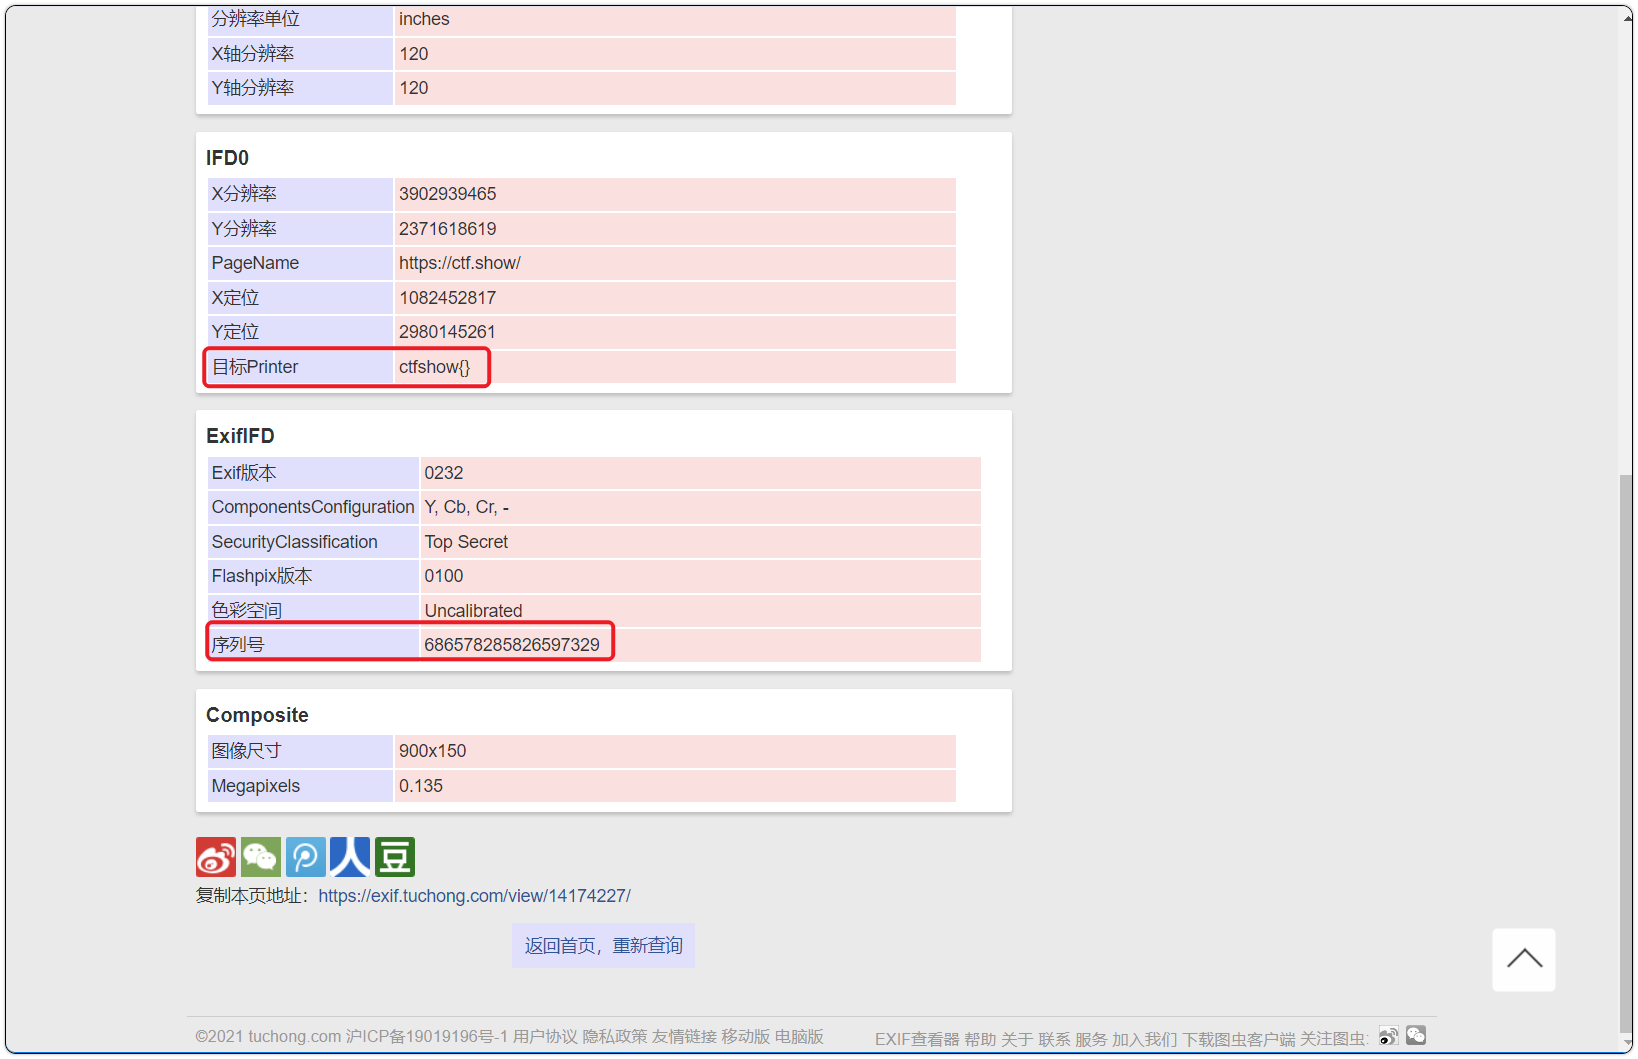 分辨率单位 inches
X轴分辨率 120
Y轴分辨率 120
IFD0
X分辨率 3902939465
Y分辨率 2371618619
PageName https://ctf.show/
X定位 1082452817
Y定位 2980145261
目标Printer ctfshow{}
ExifIFD
Exif版本 0232
ComponentsConfiguration Y, Cb, Cr, -
SecurityClassification Top Secret
Flashpix版本 0100
色彩空间 Uncalibrated
序列号 686578285826597329
Composite
图像尺寸 900x150
Megapixels 0.135
人 豆
复制本页地址：https://exif.tuchong.com/view/14174227/
返回首页，重新查询
©2021 tuchong.com 沪ICP备19019196号-1 用户协议 隐私政策 友情链接 移动版 电脑版 EXIF查看器 帮助 关于 联系 服务 加入我们 下载图虫客户端 关注图虫: